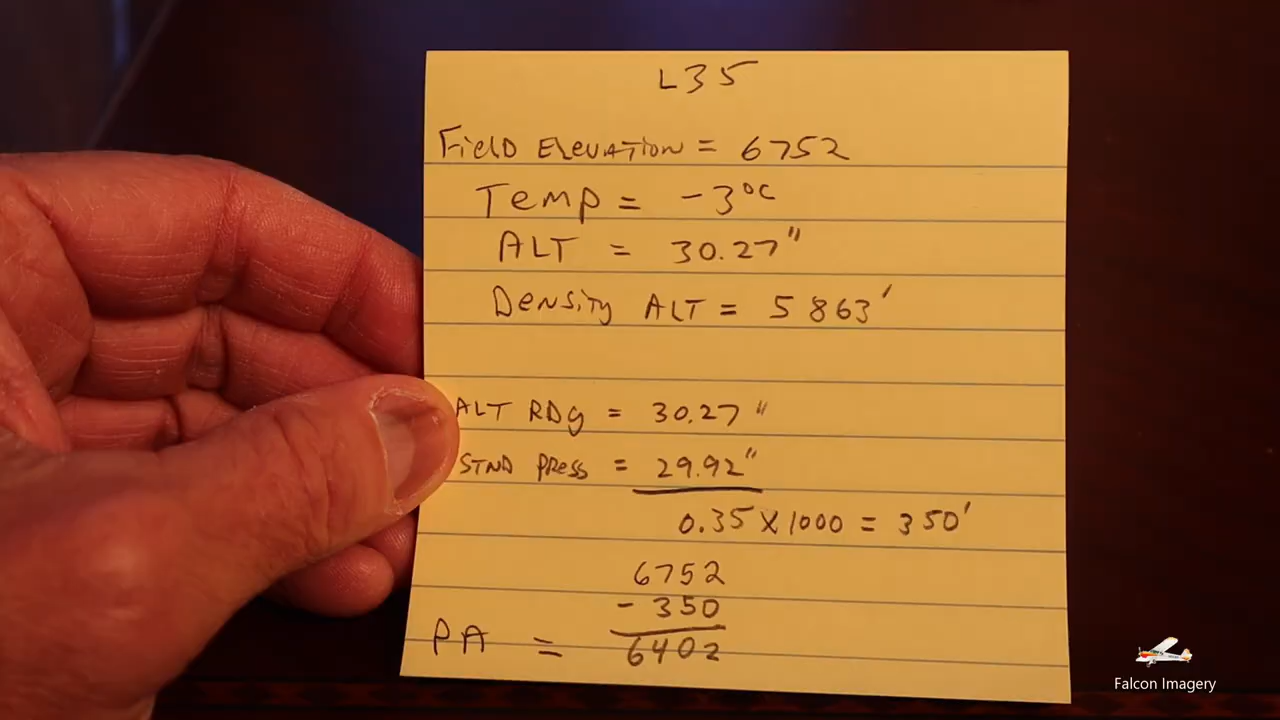 L35
Field Elevation = 6752
Temp = -3°C
ALT = 30.27"
Density ALT = 5863'
ALT RDg = 30.27"
STND PRess = 29.92"
0.35 X 1000 = 350'
6752
- 350
PA = 6402
Falcon Imagery